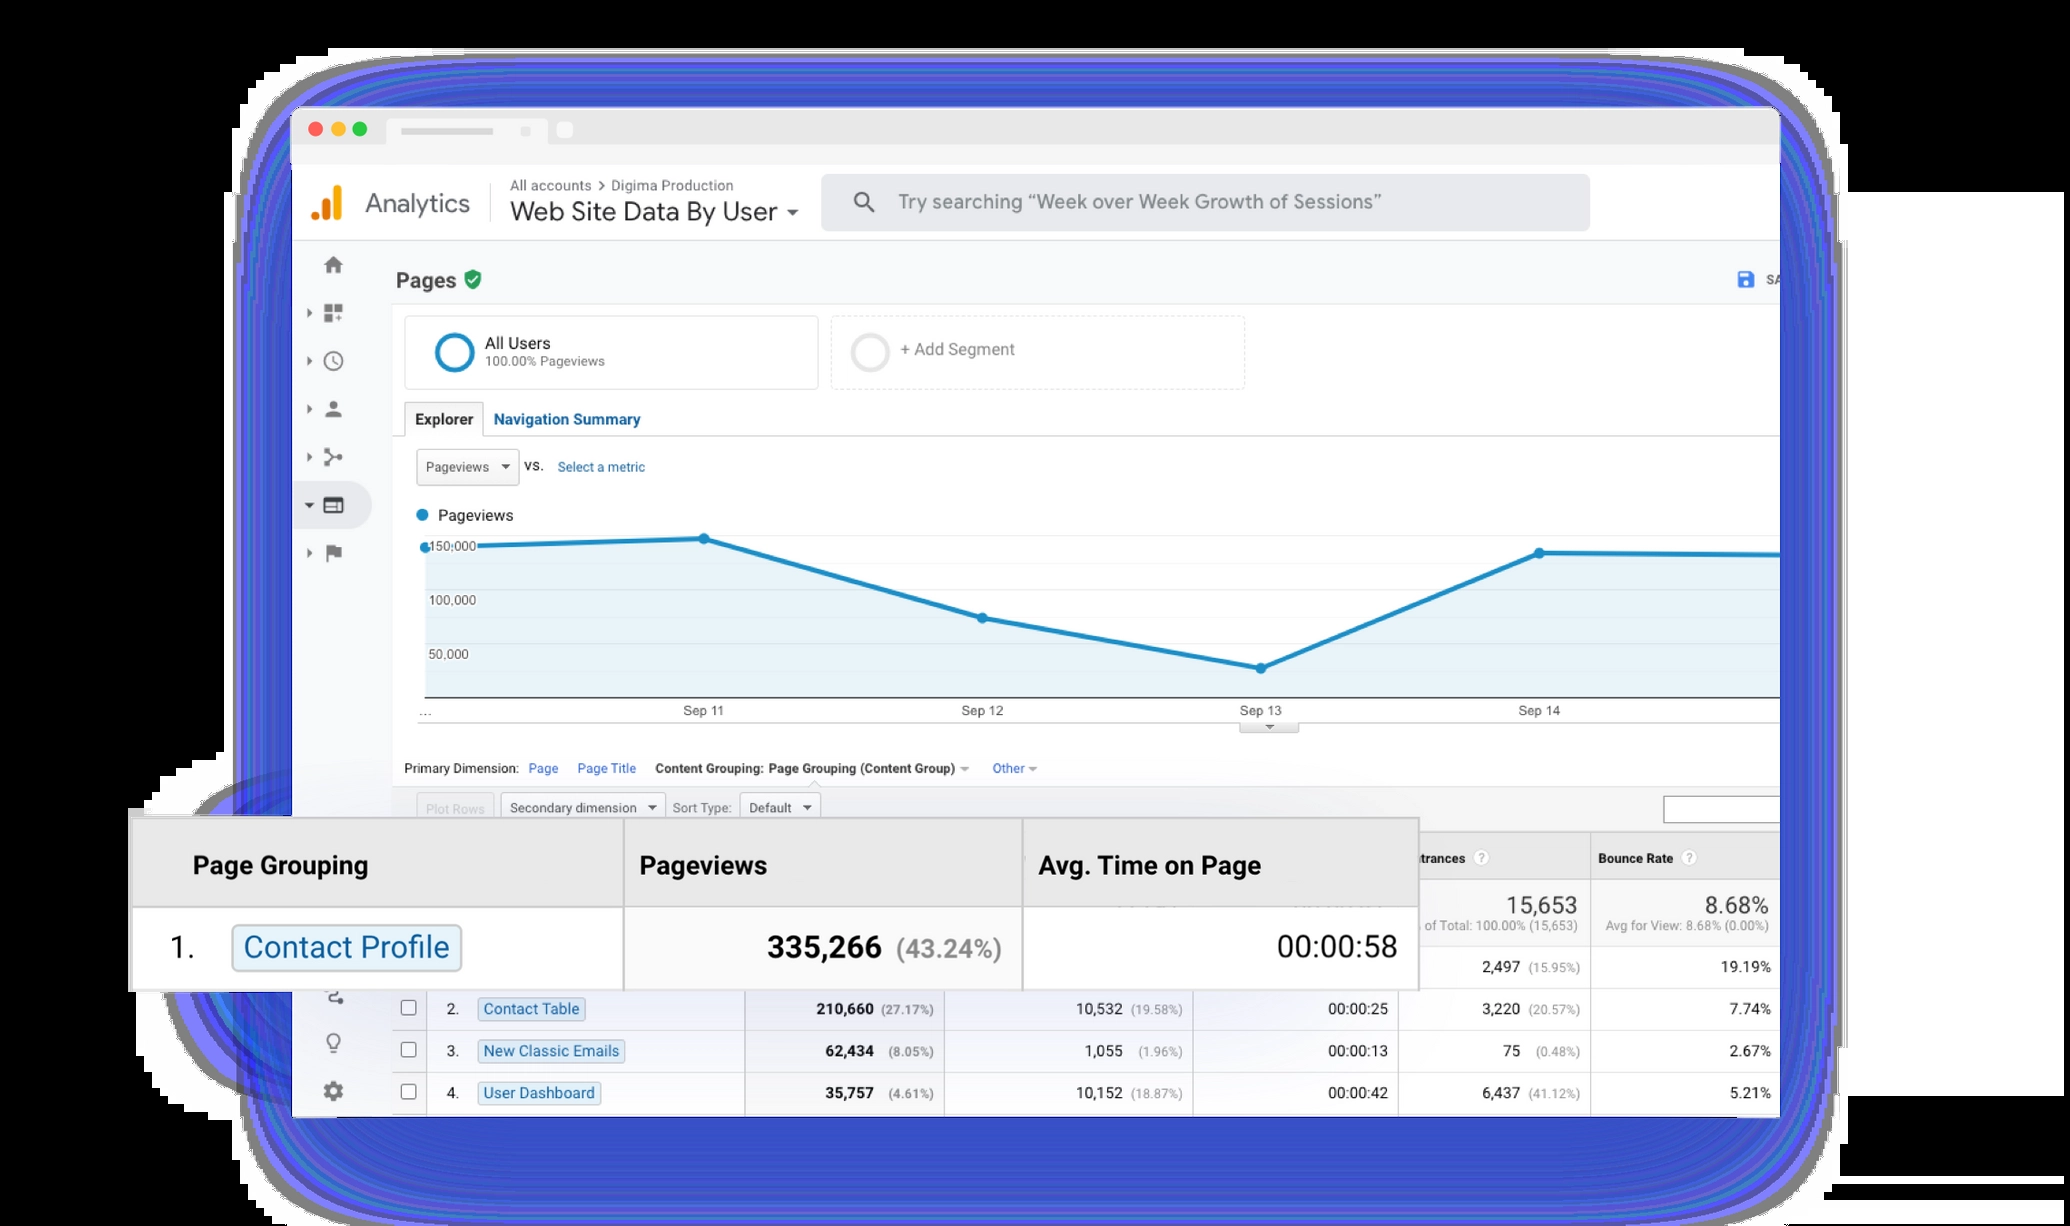 Analytics
All accounts > Digima Production
Web Site Data By User
Try searching “Week over Week Growth of Sessions”
Pages
All Users
100.00% Pageviews
+ Add Segment
Explorer Navigation Summary
Pageviews VS. Select a metric
Pageviews
150,000
100,000
50,000
... Sep 11 Sep 12 Sep 13 Sep 14
Primary Dimension: Page Page Title Content Grouping: Page Grouping (Content Group) Other
Plot Rows Secondary dimension Sort Type: Default
Page Grouping Pageviews Avg. Time on Page Bounce Rate
15,653 8.68%
of Total: 100.00% (15,653) Avg for View: 8.68% (0.00%)
1. Contact Profile 335,266 (43.24%) 00:00:58 2,497 (15.95%) 19.19%
2. Contact Table 210,660 (27.17%) 10,532 (19.58%) 00:00:25 3,220 (20.57%) 7.74%
3. New Classic Emails 62,434 (8.05%) 1,055 (1.96%) 00:00:13 75 (0.48%) 2.67%
4. User Dashboard 35,757 (4.61%) 10,152 (18.87%) 00:00:42 6,437 (41.12%) 5.21%